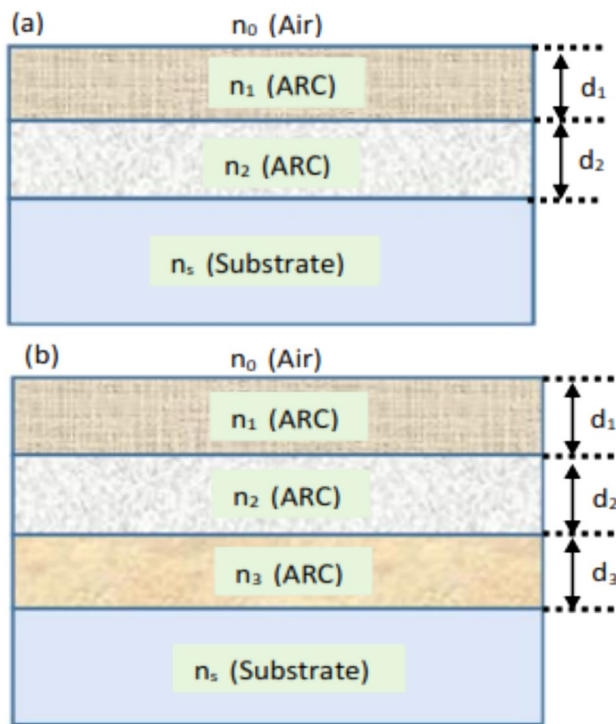 (a) n₀ (Air)
n₁ (ARC) d₁
n₂ (ARC) d₂
nₛ (Substrate)
(b) n₀ (Air)
n₁ (ARC) d₁
n₂ (ARC) d₂
n₃ (ARC) d₃
nₛ (Substrate)